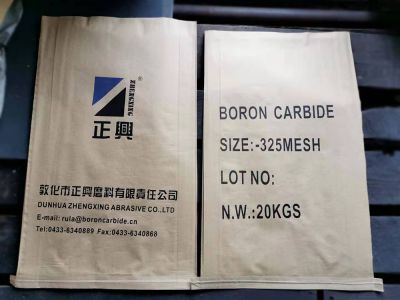 ZHENGXING
®
正興
敦化市正興磨料有限責任公司
DUNHUA ZHENGXING ABRASIVE CO.,LTD
E-mail: rula@boroncarbide.cn
Tel:0433-6340889 Fax:0433-6340868
BORON CARBIDE
SIZE:-325MESH
LOT NO:
N.W.:20KGS